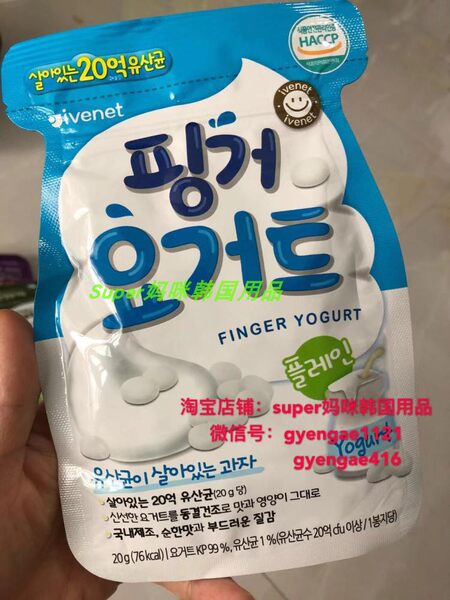 살아있는 20억 유산균
ivenet
HACCP
ivenet
ivenet
핑거
요거트
Super妈咪韩国用品
FINGER YOGURT
플레인
淘宝店铺：super妈咪韩国用品
微信号：gyengae1121
gyengae416
Yogurt
유산균이 살아있는 과자
살아있는 20억 유산균(20g 당)
신선한 요거트를 동결건조로 맛과 영양이 그대로
국내제조, 순한맛과 부드러운 질감
20g (76kcal) | 요거트 KP 99%, 유산균 1% (유산균수 20억 cfu 이상 / 1봉지당)